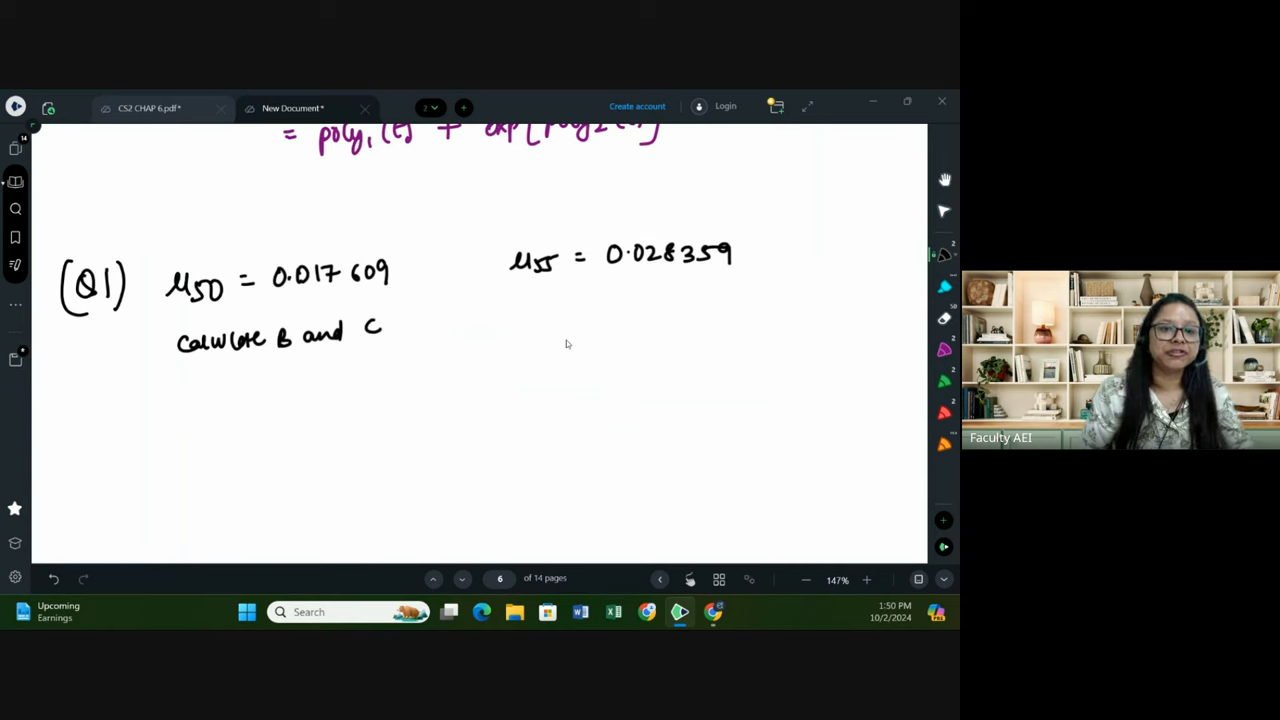 CS2 CHAP 6.pdf*
New Document*
2
Create account
Login
= poly₁(t) + exp[poly₂(t)]
(Q1) μ50 = 0.017609
μ55 = 0.028359
Calculate B and C
Faculty AEI
6 of 14 pages
147%
Upcoming
Earnings
Search
1:50 PM
10/2/2024